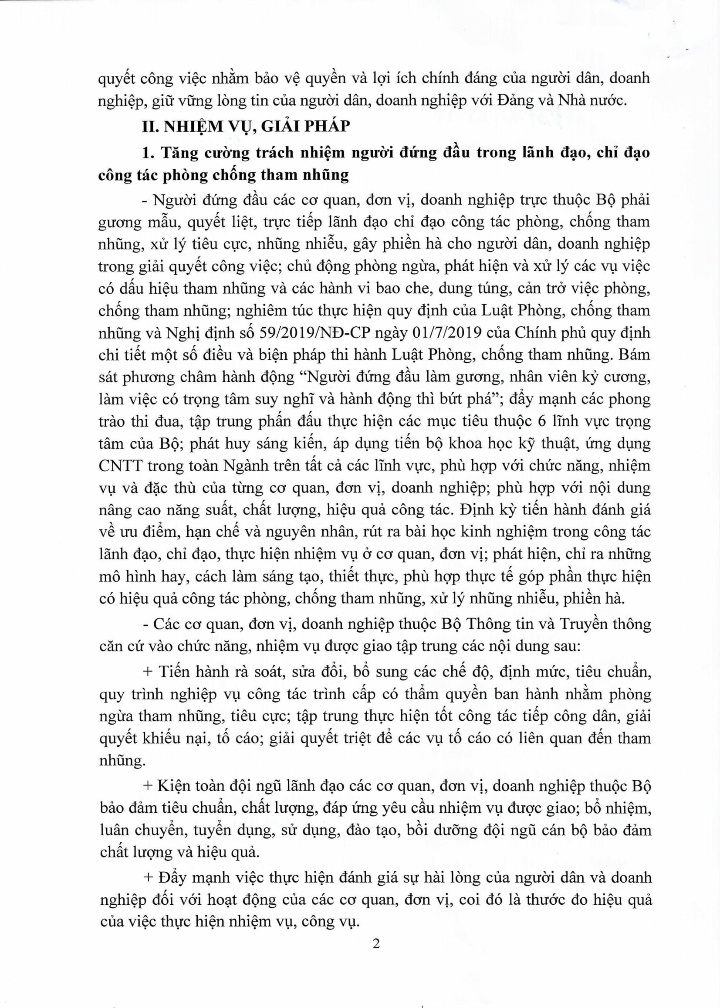 quyết công việc nhằm bảo vệ quyền và lợi ích chính đáng của người dân, doanh
nghiệp, giữ vững lòng tin của người dân, doanh nghiệp với Đảng và Nhà nước.
II. NHIỆM VỤ, GIẢI PHÁP
1. Tăng cường trách nhiệm người đứng đầu trong lãnh đạo, chỉ đạo
công tác phòng chống tham nhũng
- Người đứng đầu các cơ quan, đơn vị, doanh nghiệp trực thuộc Bộ phải
gương mẫu, quyết liệt, trực tiếp lãnh đạo chỉ đạo công tác phòng, chống tham
nhũng, xử lý tiêu cực, nhũng nhiễu, gây phiền hà cho người dân, doanh nghiệp
trong giải quyết công việc; chủ động phòng ngừa, phát hiện và xử lý các vụ việc
có dấu hiệu tham nhũng và các hành vi bao che, dung túng, cản trở việc phòng,
chống tham nhũng; nghiêm túc thực hiện quy định của Luật Phòng, chống tham
nhũng và Nghị định số 59/2019/NĐ-CP ngày 01/7/2019 của Chính phủ quy định
chi tiết một số điều và biện pháp thi hành Luật Phòng, chống tham nhũng. Bám
sát phương châm hành động “Người đứng đầu làm gương, nhân viên kỷ cương,
làm việc có trọng tâm suy nghĩ và hành động thì bứt phá”; đẩy mạnh các phong
trào thi đua, tập trung phấn đấu thực hiện các mục tiêu thuộc 6 lĩnh vực trọng
tâm của Bộ; phát huy sáng kiến, áp dụng tiến bộ khoa học kỹ thuật, ứng dụng
CNTT trong toàn Ngành trên tất cả các lĩnh vực, phù hợp với chức năng, nhiệm
vụ và đặc thù của từng cơ quan, đơn vị, doanh nghiệp; phù hợp với nội dung
nâng cao năng suất, chất lượng, hiệu quả công tác. Định kỳ tiến hành đánh giá
về ưu điểm, hạn chế và nguyên nhân, rút ra bài học kinh nghiệm trong công tác
lãnh đạo, chỉ đạo, thực hiện nhiệm vụ ở cơ quan, đơn vị; phát hiện, chỉ ra những
mô hình hay, cách làm sáng tạo, thiết thực, phù hợp thực tế góp phần thực hiện
có hiệu quả công tác phòng, chống tham nhũng, xử lý nhũng nhiễu, phiền hà.
- Các cơ quan, đơn vị, doanh nghiệp thuộc Bộ Thông tin và Truyền thông
căn cứ vào chức năng, nhiệm vụ được giao tập trung các nội dung sau:
+ Tiến hành rà soát, sửa đổi, bổ sung các chế độ, định mức, tiêu chuẩn,
quy trình nghiệp vụ công tác trình cấp có thẩm quyền ban hành nhằm phòng
ngừa tham nhũng, tiêu cực; tập trung thực hiện tốt công tác tiếp công dân, giải
quyết khiếu nại, tố cáo; giải quyết triệt để các vụ tố cáo có liên quan đến tham
nhũng.
+ Kiện toàn đội ngũ lãnh đạo các cơ quan, đơn vị, doanh nghiệp thuộc Bộ
bảo đảm tiêu chuẩn, chất lượng, đáp ứng yêu cầu nhiệm vụ được giao; bổ nhiệm,
luân chuyển, tuyển dụng, sử dụng, đào tạo, bồi dưỡng đội ngũ cán bộ bảo đảm
chất lượng và hiệu quả.
+ Đẩy mạnh việc thực hiện đánh giá sự hài lòng của người dân và doanh
nghiệp đối với hoạt động của các cơ quan, đơn vị, coi đó là thước đo hiệu quả
của việc thực hiện nhiệm vụ, công vụ.
2